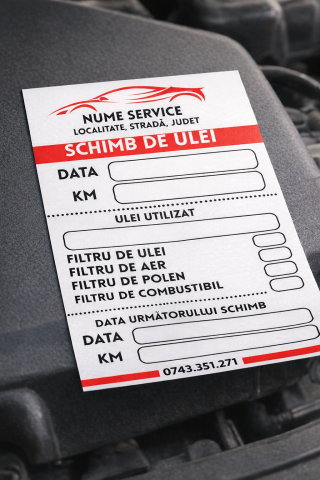 NUME SERVICE
LOCALITATE, STRADĂ, JUDET
SCHIMB DE ULEI
DATA
KM
ULEI UTILIZAT
FILTRU DE ULEI
FILTRU DE AER
FILTRU DE POLEN
FILTRU DE COMBUSTIBIL
DATA URMĂTORULUI SCHIMB
DATA
KM
0743.351.271